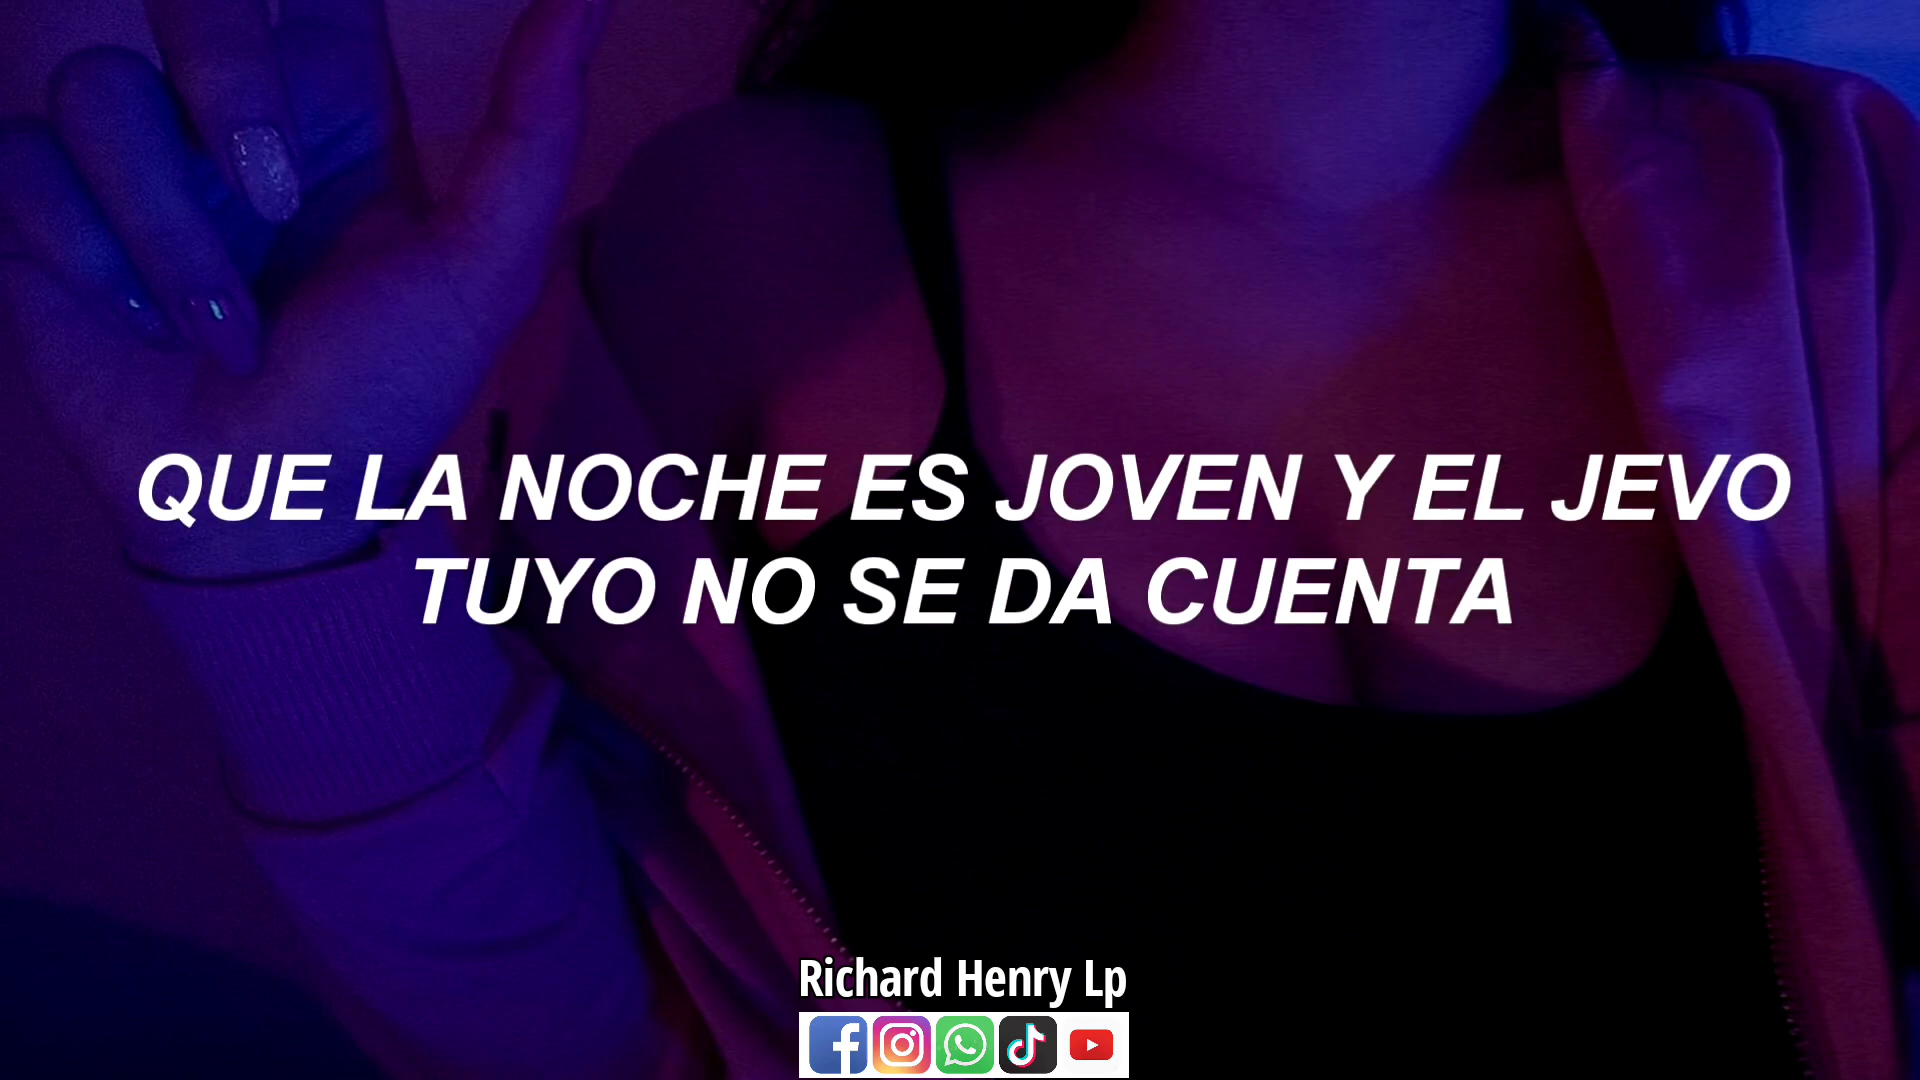 QUE LA NOCHE ES JOVEN Y EL JEVO
TUYO NO SE DA CUENTA
Richard Henry Lp